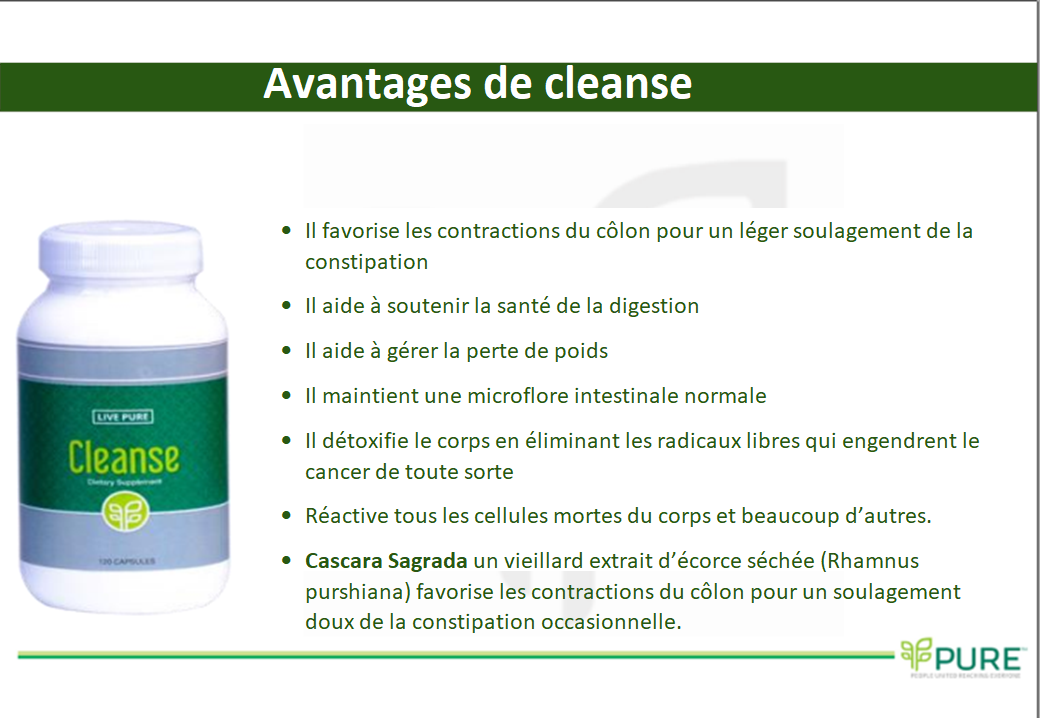 Avantages de cleanse
• Il favorise les contractions du côlon pour un léger soulagement de la
constipation
• Il aide à soutenir la santé de la digestion
• Il aide à gérer la perte de poids
• Il maintient une microflore intestinale normale
• Il détoxifie le corps en éliminant les radicaux libres qui engendrent le
cancer de toute sorte
• Réactive tous les cellules mortes du corps et beaucoup d’autres.
• Cascara Sagrada un vieillard extrait d’écorce séchée (Rhamnus
purshiana) favorise les contractions du côlon pour un soulagement
doux de la constipation occasionnelle.
LIVE PURE
Cleanse
Dietary Supplement
120 CAPSULES
PURE
PEOPLE UNITED REACHING EVERYONE